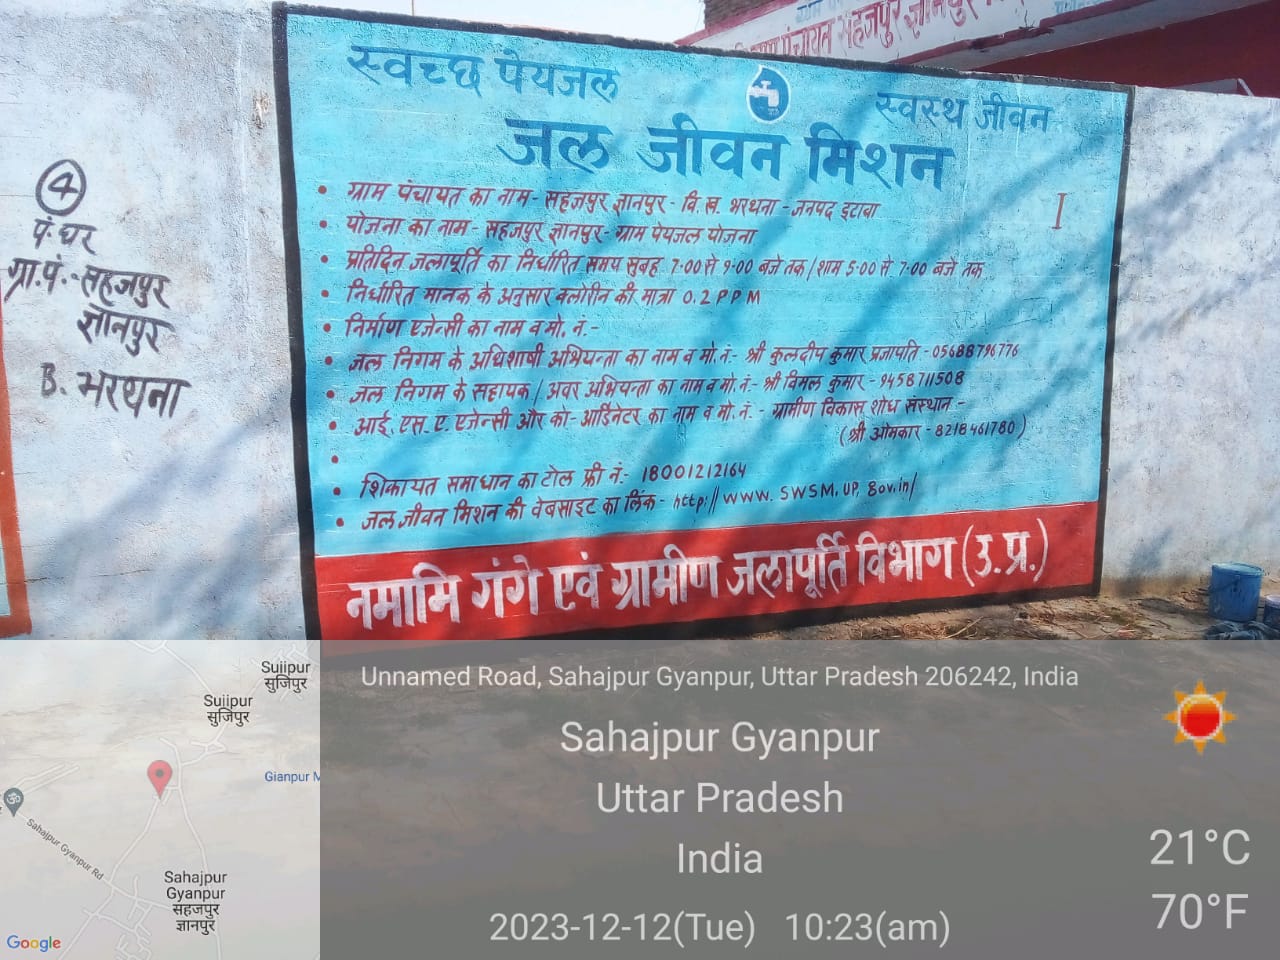 स्वच्छ पेयजल
स्वस्थ जीवन
जल जीवन मिशन
I
• ग्राम पंचायत का नाम - सहजपुर ज्ञानपुर - वि.ख. भरथना - जनपद इटावा
• योजना का नाम - सहजपुर ज्ञानपुर - ग्राम पेयजल योजना
• प्रतिदिन जलापूर्ति का निर्धारित समय सुबह 7-00 से 9-00 बजे तक / शाम 5-00 से 7-00 बजे तक
• निर्धारित मानक के अनुसार क्लोरीन की मात्रा 0.2 PPM
• निर्माण एजेन्सी का नाम व मो. नं.-
• जल निगम के अधिशाषी अभियन्ता का नाम व मो. नं- श्री कुलदीप कुमार प्रजापति - 05688796776
• जल निगम के सहायक / अवर अभियन्ता का नाम व मो. नं- श्री विमल कुमार - 9458711508
• आई. एस. ए. एजेन्सी और को- आर्डिनेटर का नाम व मो. नं. - ग्रामीण विकास शोध संस्थान -
(श्री ओमकार - 8218461780)
•
• शिकायत समाधान का टोल फ्री नं.- 18001212164
• जल जीवन मिशन की वेबसाइट का लिंक - http://www.SWSM.UP.Gov.in/
नमामि गंगे एवं ग्रामीण जलापूर्ति विभाग (उ.प्र.)
4
पं. घर
ग्रा.पं.- सहजपुर
ज्ञानपुर
B. भरथना
पंचायत सहजपुर ज्ञानपुर
Sujipur
सुजिपुर
Sujipur
सुजिपुर
Gianpur M
Sahajpur Gyanpur Rd
Sahajpur
Gyanpur
सहजपुर
ज्ञानपुर
Google
Unnamed Road, Sahajpur Gyanpur, Uttar Pradesh 206242, India
Sahajpur Gyanpur
Uttar Pradesh
India
2023-12-12(Tue) 10:23(am)
21°C
70°F